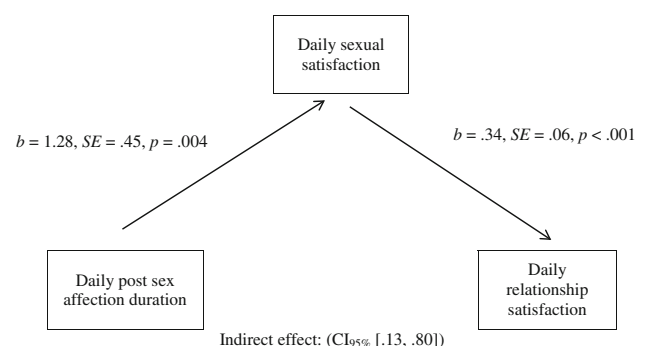 Daily sexual
satisfaction
b = 1.28, SE = .45, p = .004
b = .34, SE = .06, p < .001
Daily post sex
affection duration
Daily
relationship
satisfaction
Indirect effect: (CI95% [.13, .80])